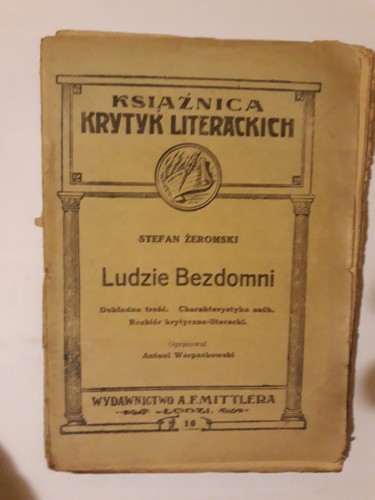 KSIĄŻNICA
KRYTYK LITERACKICH
STEFAN ŻEROMSKI
Ludzie Bezdomni
Dokładna treść. Charakterystyka osób.
Rozbiór krytyczno-literacki.
Opracował
Antoni Warpachowski
WYDAWNICTWO A.F.MITTLERA
ŁÓDŹ.
16